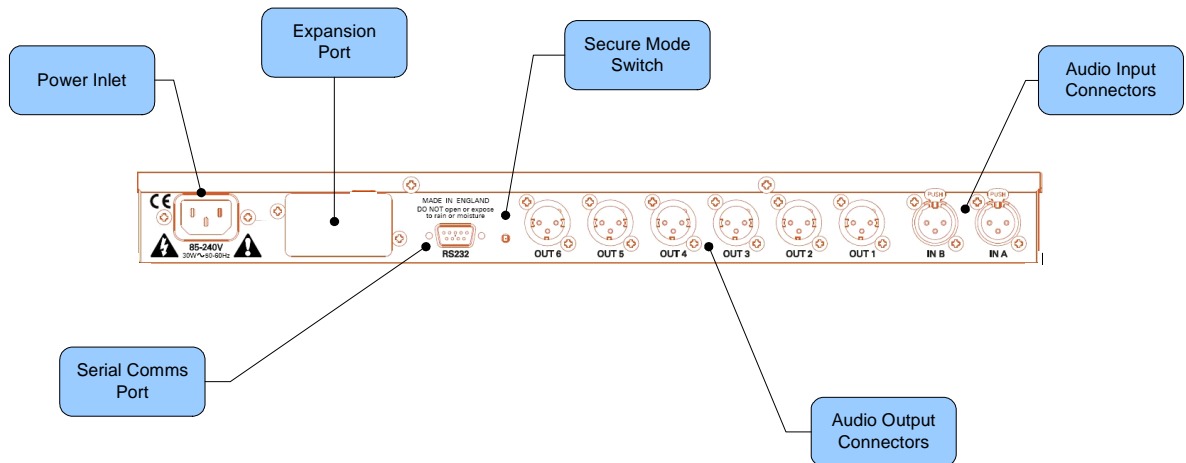 Expansion
Port
Secure Mode
Switch
Power Inlet
Audio Input
Connectors
CE
MADE IN ENGLAND
DO NOT open or expose
to rain or moisture
PUSH
PUSH
85-240V
30W~60-60Hz
RS232
OUT 6
OUT 5
OUT 4
OUT 3
OUT 2
OUT 1
IN B
IN A
Serial Comms
Port
Audio Output
Connectors